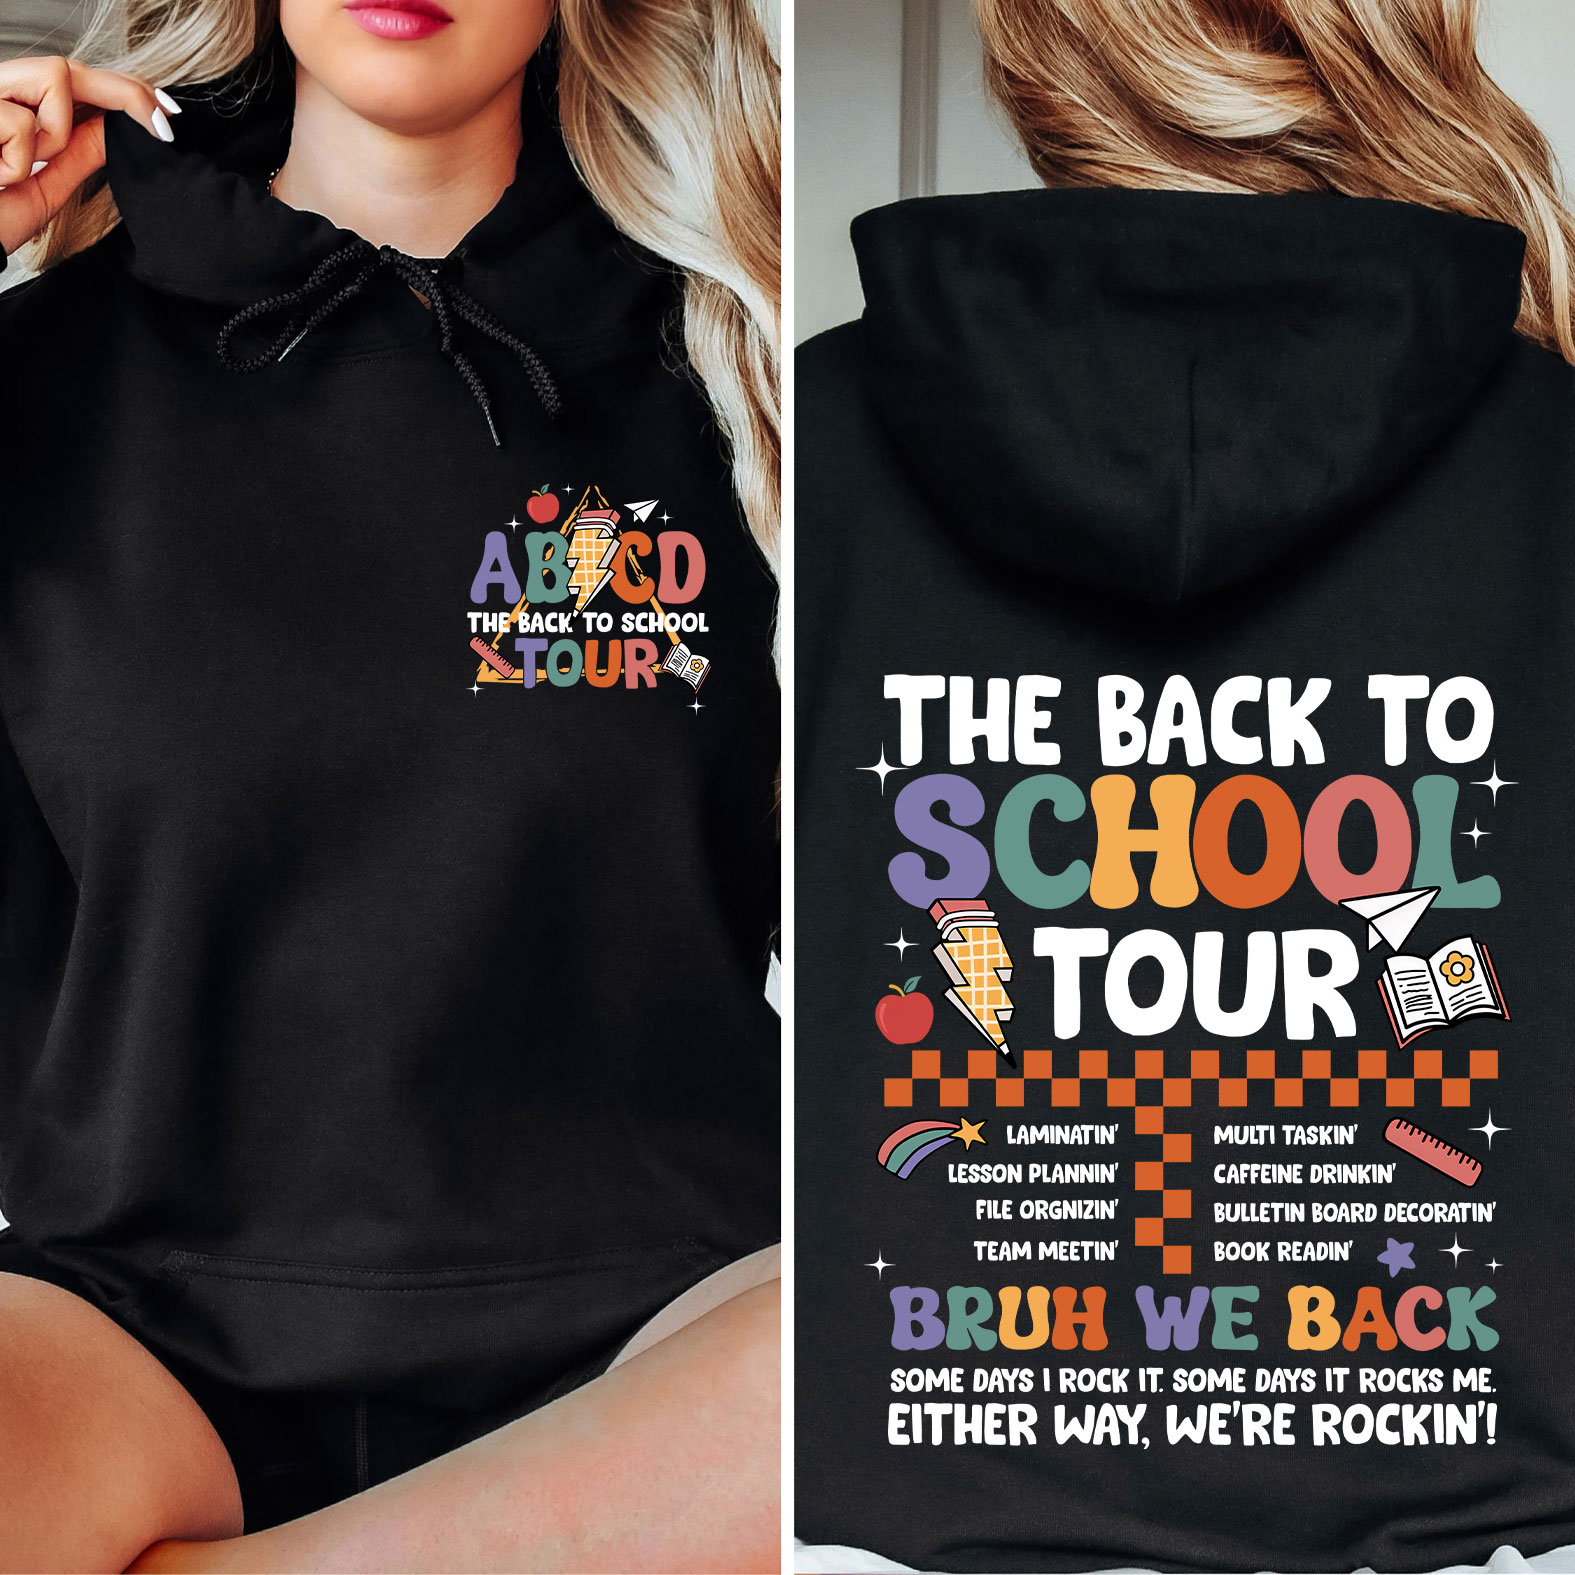 AB CD
THE BACK TO SCHOOL
TOUR
THE BACK TO
SCHOOL
TOUR
LAMINATIN'
LESSON PLANNIN'
FILE ORGNIZIN'
TEAM MEETIN'
MULTI TASKIN'
CAFFEINE DRINKIN'
BULLETIN BOARD DECORATIN'
BOOK READIN'
BRUH WE BACK
SOME DAYS I ROCK IT. SOME DAYS IT ROCKS ME.
EITHER WAY, WE'RE ROCKIN'!